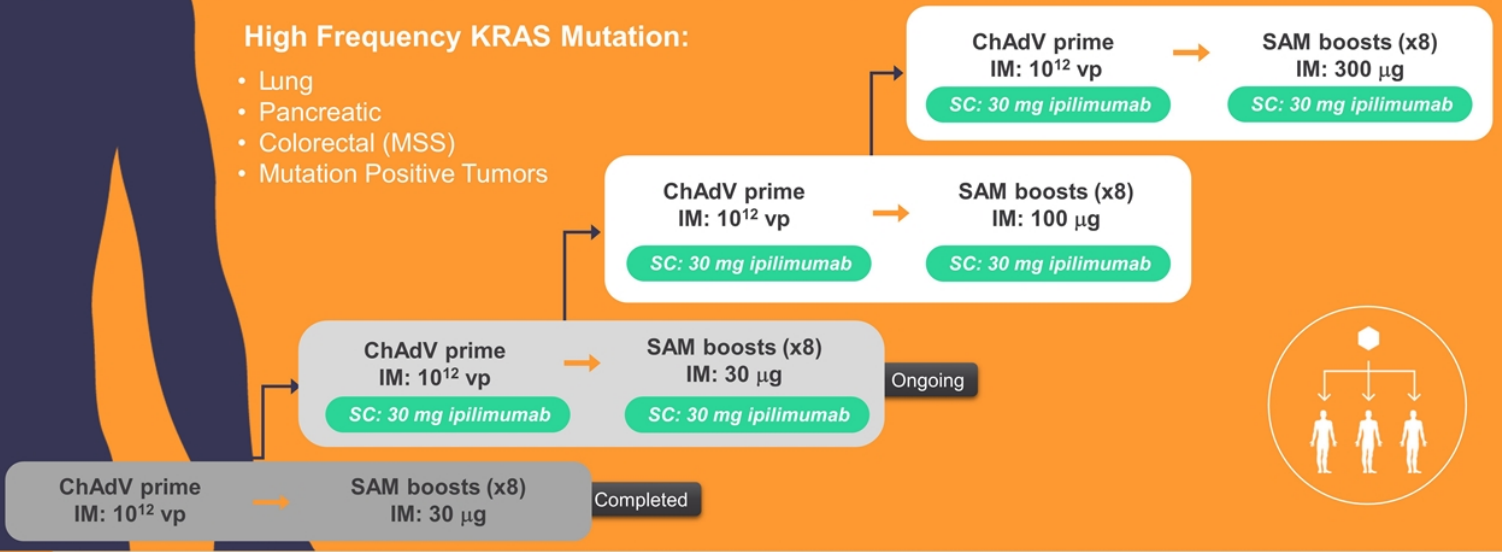 High Frequency KRAS Mutation:
• Lung
• Pancreatic
• Colorectal (MSS)
• Mutation Positive Tumors
ChAdV prime
IM: 10¹² vp
SC: 30 mg ipilimumab
SAM boosts (x8)
IM: 300 μg
SC: 30 mg ipilimumab
ChAdV prime
IM: 10¹² vp
SC: 30 mg ipilimumab
SAM boosts (x8)
IM: 100 μg
SC: 30 mg ipilimumab
ChAdV prime
IM: 10¹² vp
SC: 30 mg ipilimumab
SAM boosts (x8)
IM: 30 μg
SC: 30 mg ipilimumab
Ongoing
ChAdV prime
IM: 10¹² vp
SAM boosts (x8)
IM: 30 μg
Completed